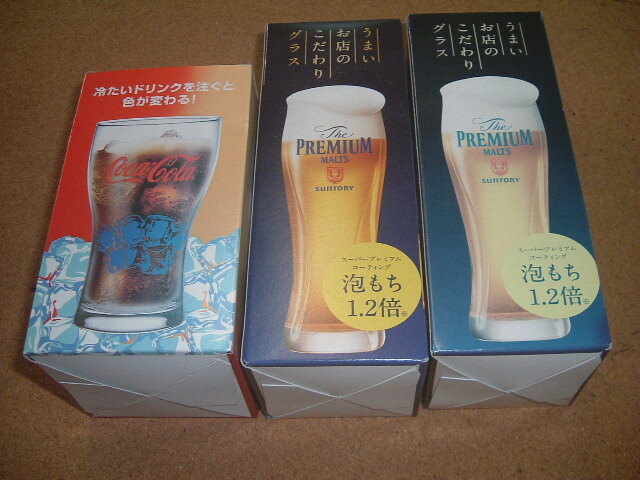 冷たいドリンクを注ぐと
色が変わる!
Coca-Cola
うまい
お店の
こだわり
グラス
The
PREMIUM
MALT'S
SUNTORY
スーパープレミアム
コーティング
泡もち
1.2倍※
うまい
お店の
こだわり
グラス
The
PREMIUM
MALT'S
SUNTORY
スーパープレミアム
コーティング
泡もち
1.2倍※